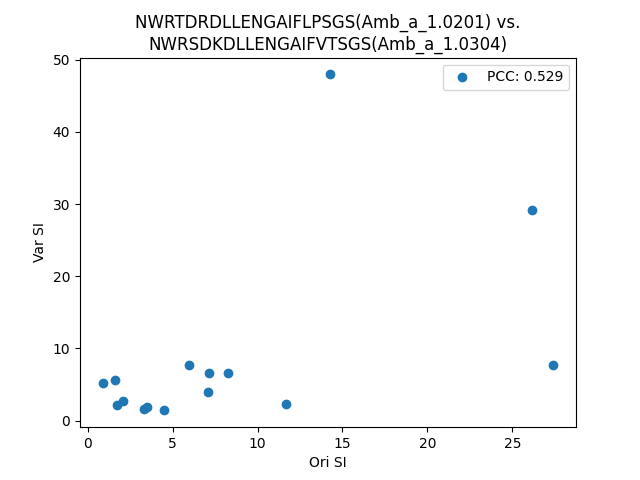 NWRTDRDLLENGAIFLPSGS(Amb_a_1.0201) vs.
NWRSDKDLLENGAIFVTSGS(Amb_a_1.0304)
PCC: 0.529
50
40
30
20
10
0
Var SI
0 5 10 15 20 25
Ori SI